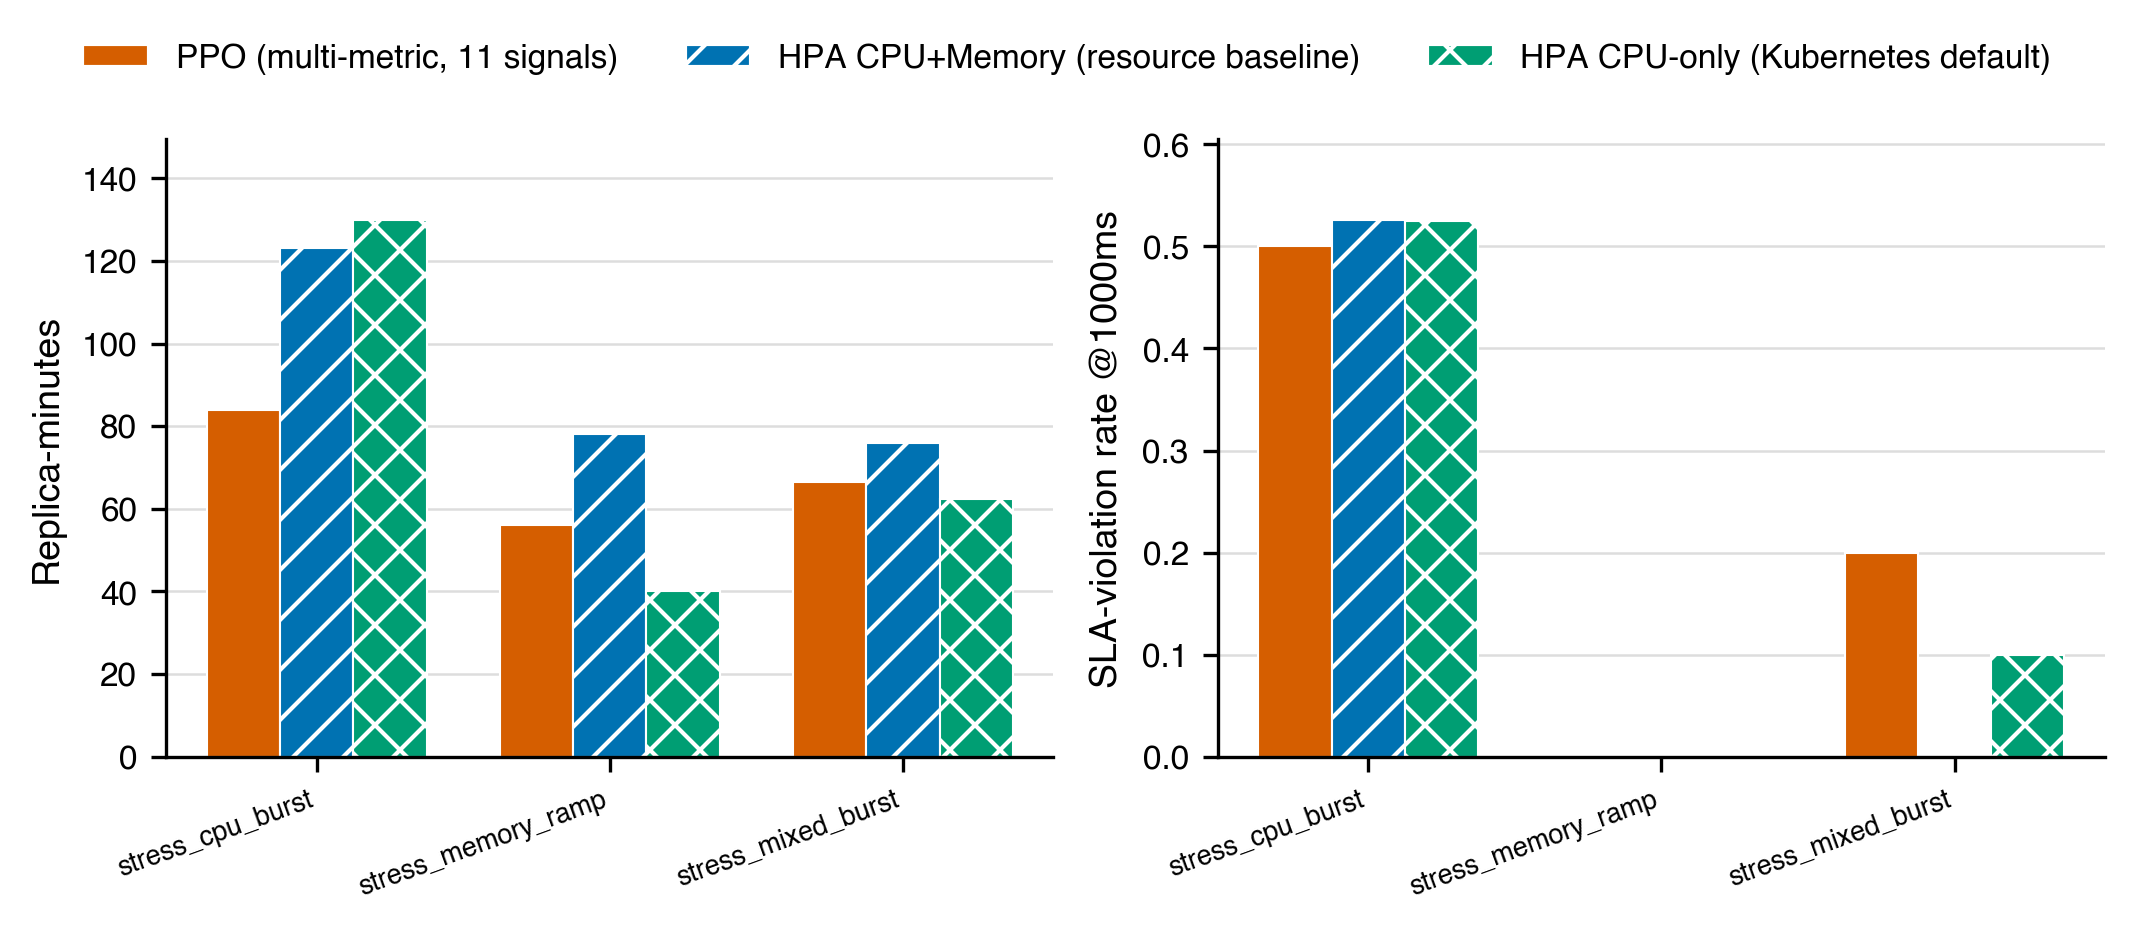 PPO (multi-metric, 11 signals)
HPA CPU+Memory (resource baseline)
HPA CPU-only (Kubernetes default)
Replica-minutes
140
120
100
80
60
40
20
0
stress_cpu_burst
stress_memory_ramp
stress_mixed_burst
SLA-violation rate @1000ms
0.6
0.5
0.4
0.3
0.2
0.1
0.0
stress_cpu_burst
stress_memory_ramp
stress_mixed_burst